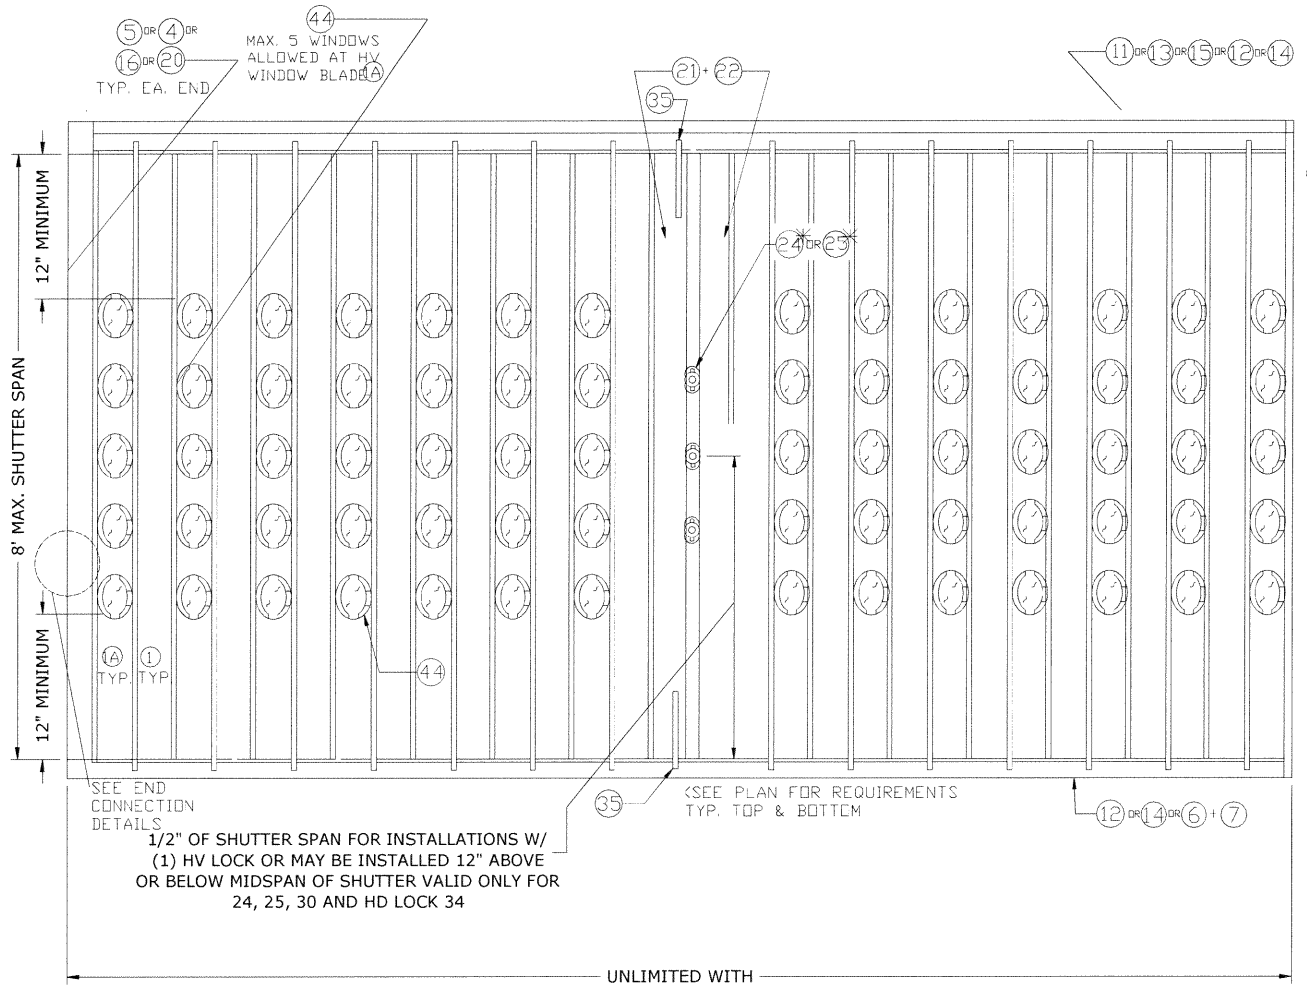 5 OR 4 OR
16 OR 20
TYP. EA. END
44
MAX. 5 WINDOWS
ALLOWED AT HV
WINDOW BLADE 1A
21 + 22
35
11 OR 13 OR 15 OR 12 OR 14
24* OR 25*
12" MINIMUM
8' MAX. SHUTTER SPAN
12" MINIMUM
1A 1
TYP. TYP.
44
SEE END
CONNECTION
DETAILS
35
<SEE PLAN FOR REQUIREMENTS
TYP. TOP & BOTTOM
12 OR 14 OR 6 + 7
1/2" OF SHUTTER SPAN FOR INSTALLATIONS W/
(1) HV LOCK OR MAY BE INSTALLED 12" ABOVE
OR BELOW MIDSPAN OF SHUTTER VALID ONLY FOR
24, 25, 30 AND HD LOCK 34
UNLIMITED WITH